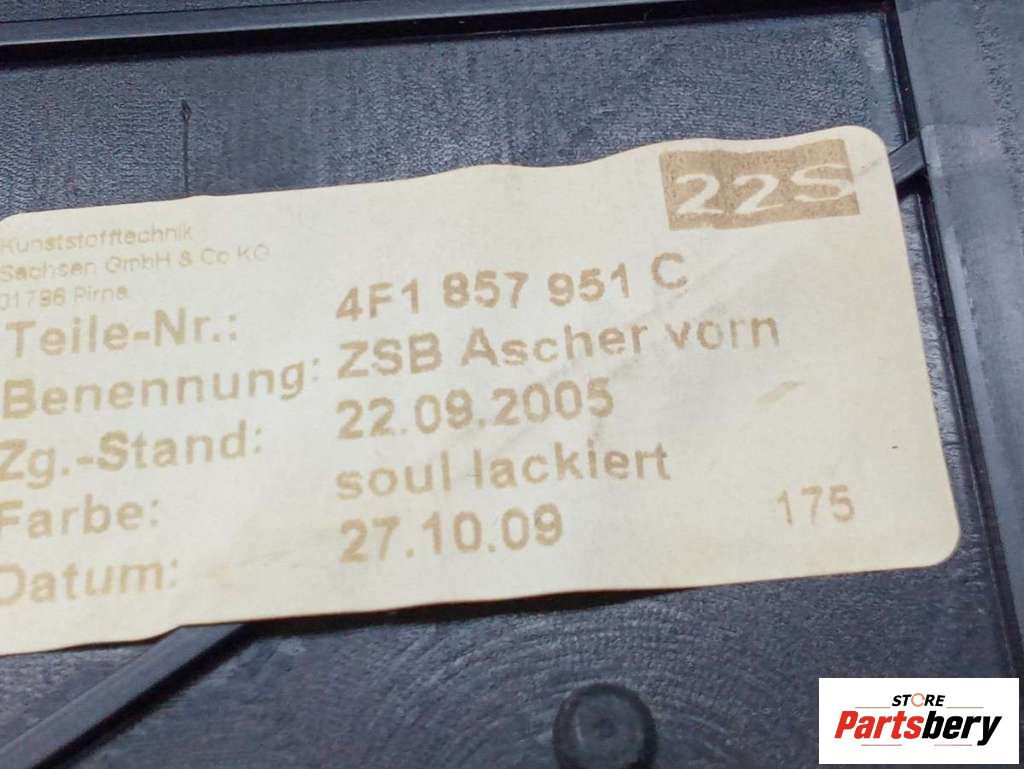 22S
Kunststofftechnik
Sachsen GmbH & Co KG
01796 Pirna
Teile-Nr.: 4F1 857 951 C
Benennung: ZSB Ascher vorn
Zg.-Stand: 22.09.2005
Farbe: soul lackiert
Datum: 27.10.09 175
STORE
Partsbery